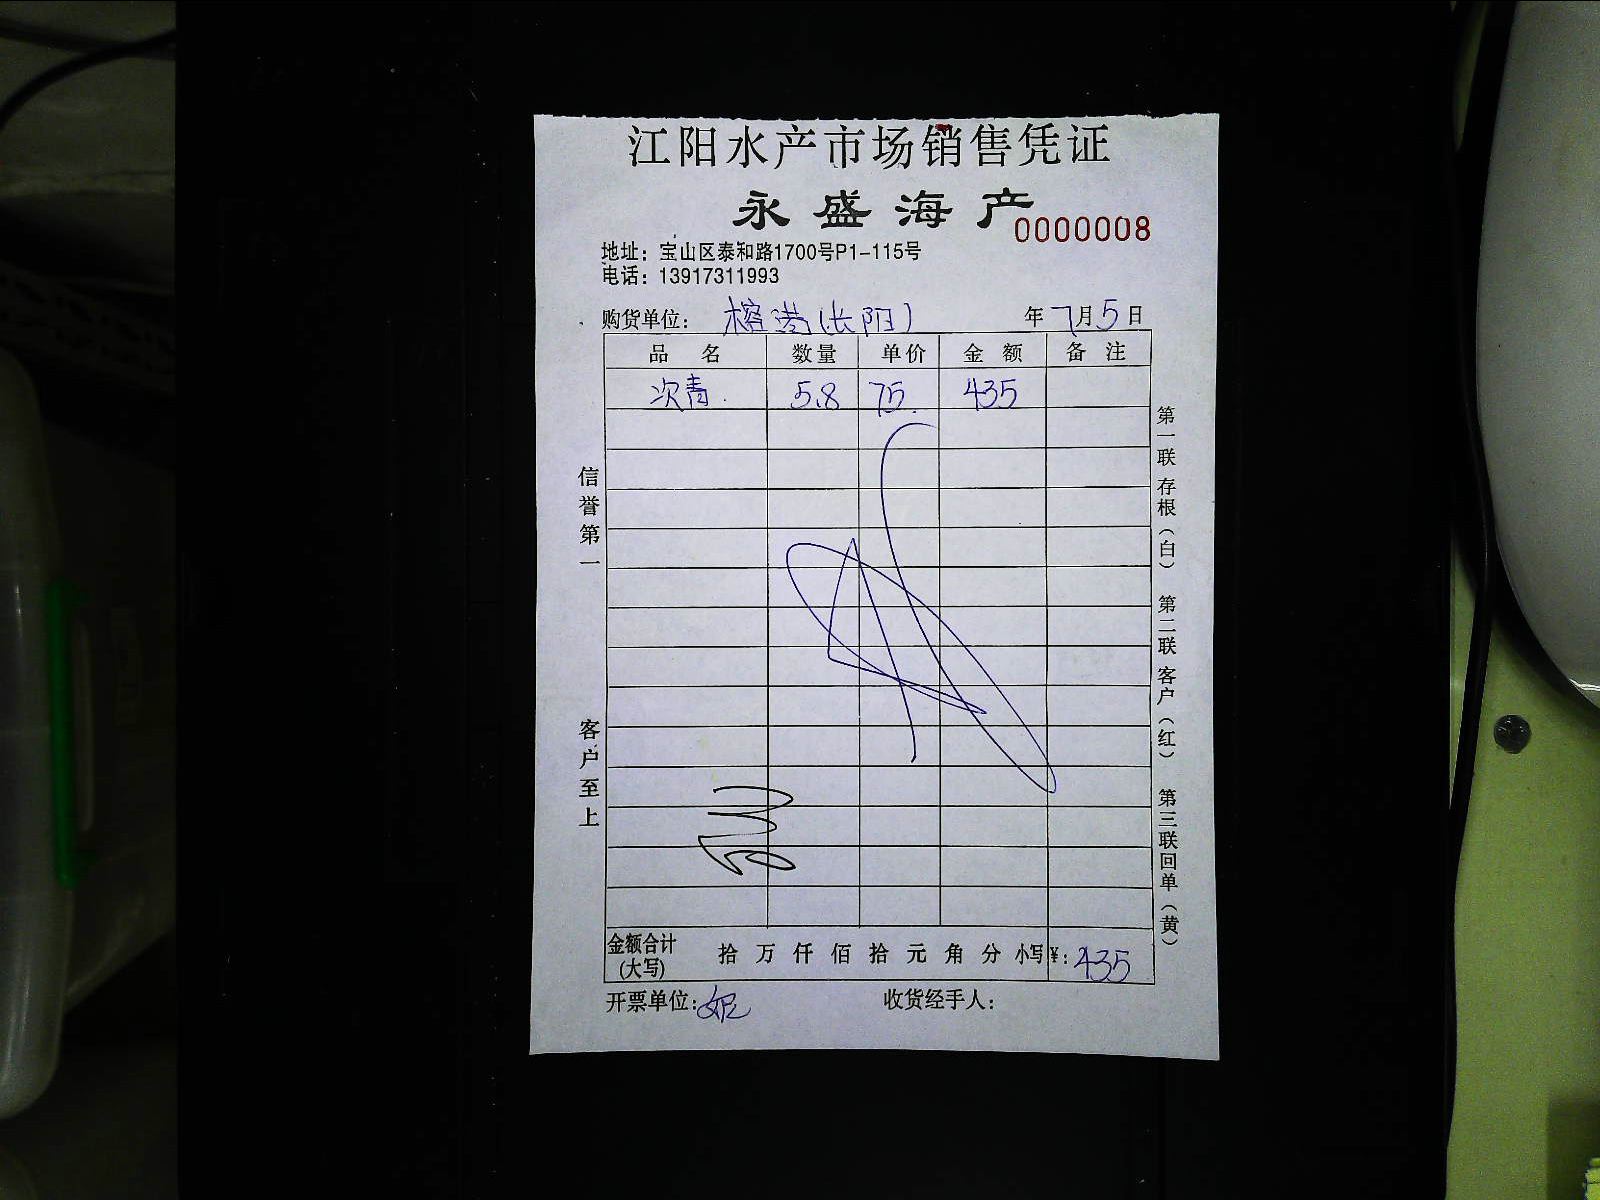 江阳水产市场销售凭证
永盛海产
0000008
地址：宝山区泰和路1700号P1-115号
电话：13917311993
购货单位：榕港(长阳) 年7月5日
品名 数量 单价 金额 备注
次青 5.8 75 435
信誉第一
客户至上
第一联存根（白） 第二联客户（红） 第三联回单（黄）
金额合计(大写) 拾 万 仟 佰 拾 元 角 分 小写¥：435
开票单位：妮 收货经手人：